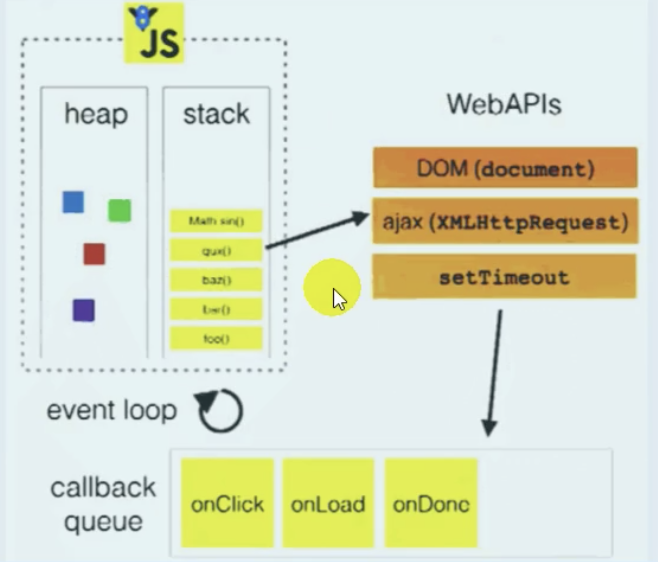 JS
heap
stack
WebAPIs
DOM (document)
ajax (XMLHttpRequest)
setTimeout
Math sin()
qux()
baz()
bar()
foo()
event loop
callback
queue
onClick
onLoad
onDone